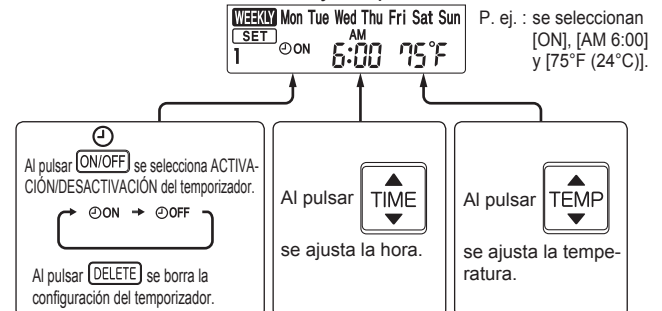 WEEKLY Mon Tue Wed Thu Fri Sat Sun
SET
AM
1 ON 6:00 75°F
P. ej. : se seleccionan
[ON], [AM 6:00]
y [75°F (24°C)].
Al pulsar ON/OFF se selecciona ACTIVA-
CIÓN/DESACTIVACIÓN del temporizador.
ON → OFF
Al pulsar DELETE se borra la
configuración del temporizador.
Al pulsar TIME
se ajusta la hora.
Al pulsar TEMP
se ajusta la tempe-
ratura.